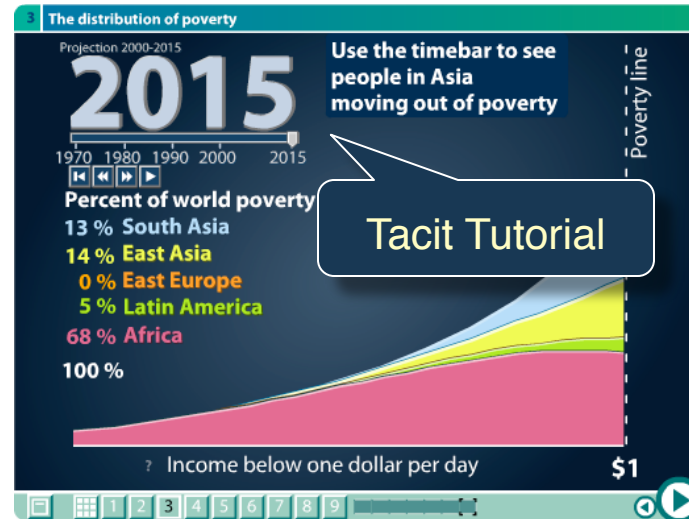 3 The distribution of poverty
Projection 2000-2015
2015
1970 1980 1990 2000 2015
Use the timebar to see
people in Asia
moving out of poverty
Poverty line
Tacit Tutorial
Percent of world poverty
13 % South Asia
14 % East Asia
0 % East Europe
5 % Latin America
68 % Africa
100 %
? Income below one dollar per day
$1
1 2 3 4 5 6 7 8 9